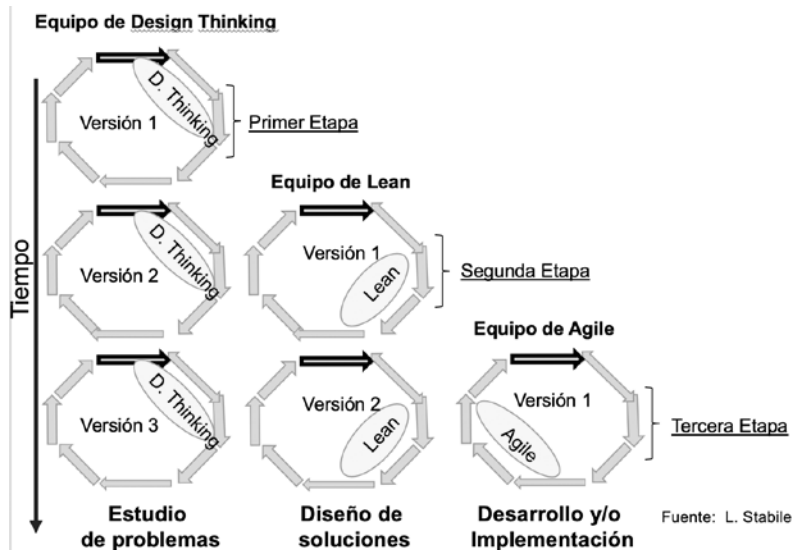 Equipo de Design Thinking
D. Thinking
Versión 1
Primer Etapa
Equipo de Lean
D. Thinking
Versión 2
Versión 1
Lean
Segunda Etapa
Tiempo
Equipo de Agile
D. Thinking
Versión 3
Versión 2
Lean
Versión 1
Agile
Tercera Etapa
Estudio
de problemas
Diseño de
soluciones
Desarrollo y/o
Implementación
Fuente: L. Stabile